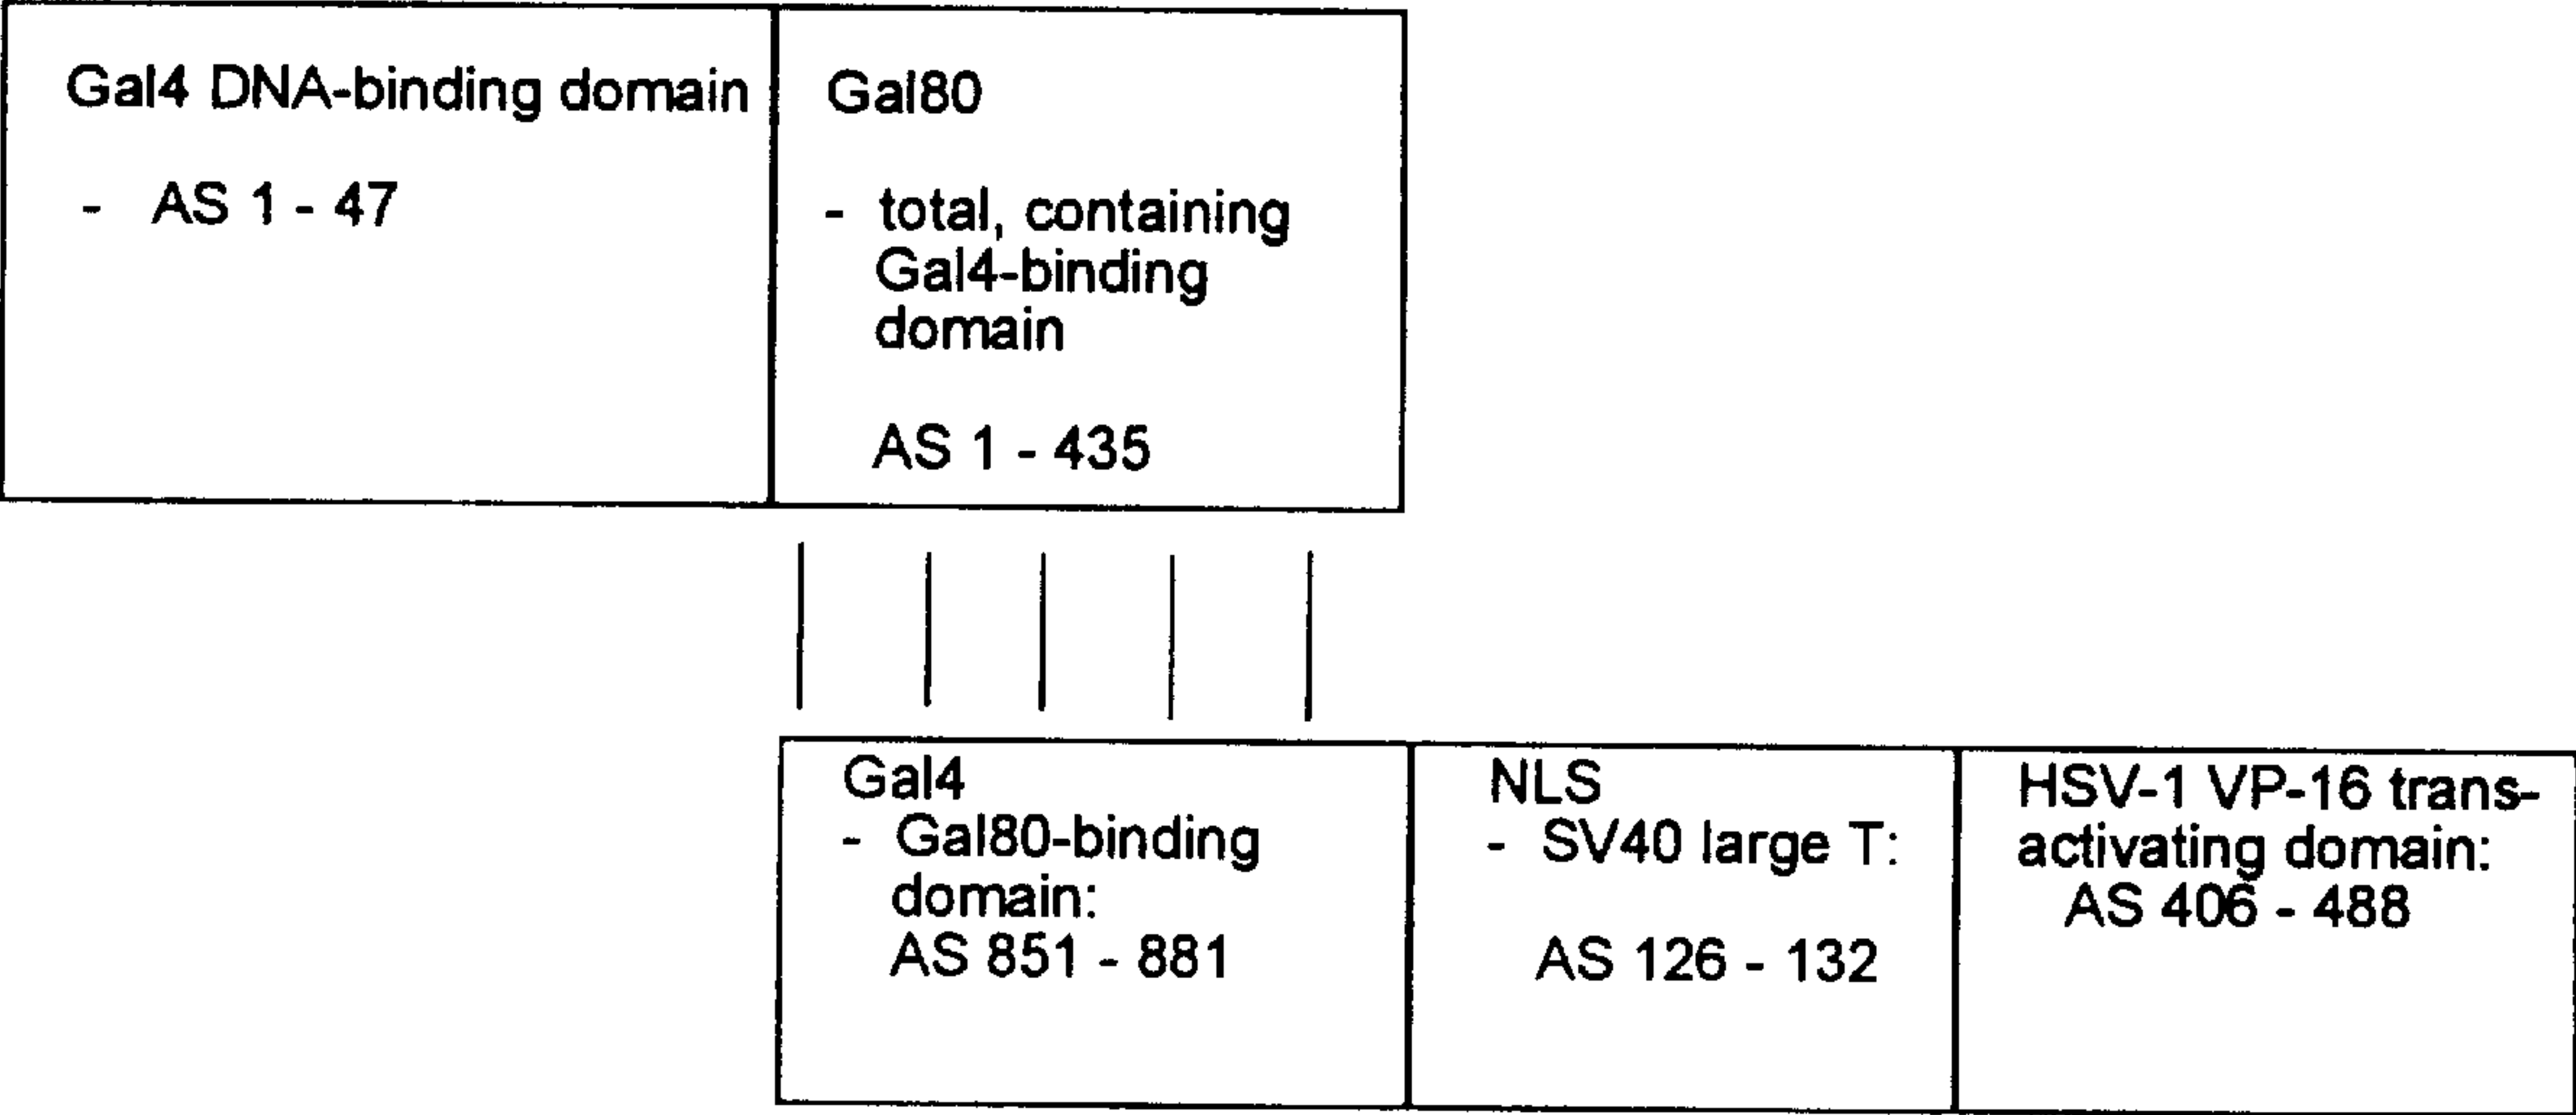 Gal4 DNA-binding domain
- AS 1 - 47
Gal80
- total, containing
Gal4-binding
domain
AS 1 - 435
Gal4
- Gal80-binding
domain:
AS 851 - 881
NLS
- SV40 large T:
AS 126 - 132
HSV-1 VP-16 trans-
activating domain:
AS 406 - 488